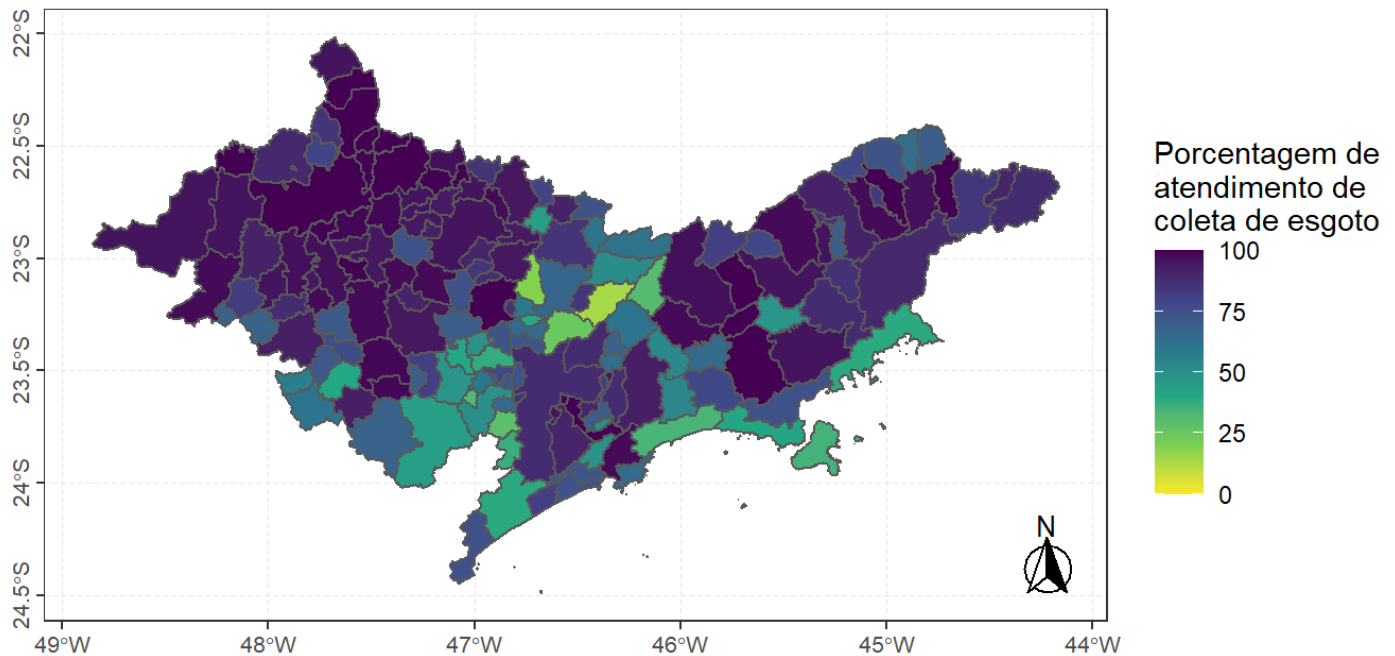 22°S
22.5°S
23°S
23.5°S
24°S
24.5°S
49°W
48°W
47°W
46°W
45°W
44°W
N
Porcentagem de
atendimento de
coleta de esgoto
100
75
50
25
0